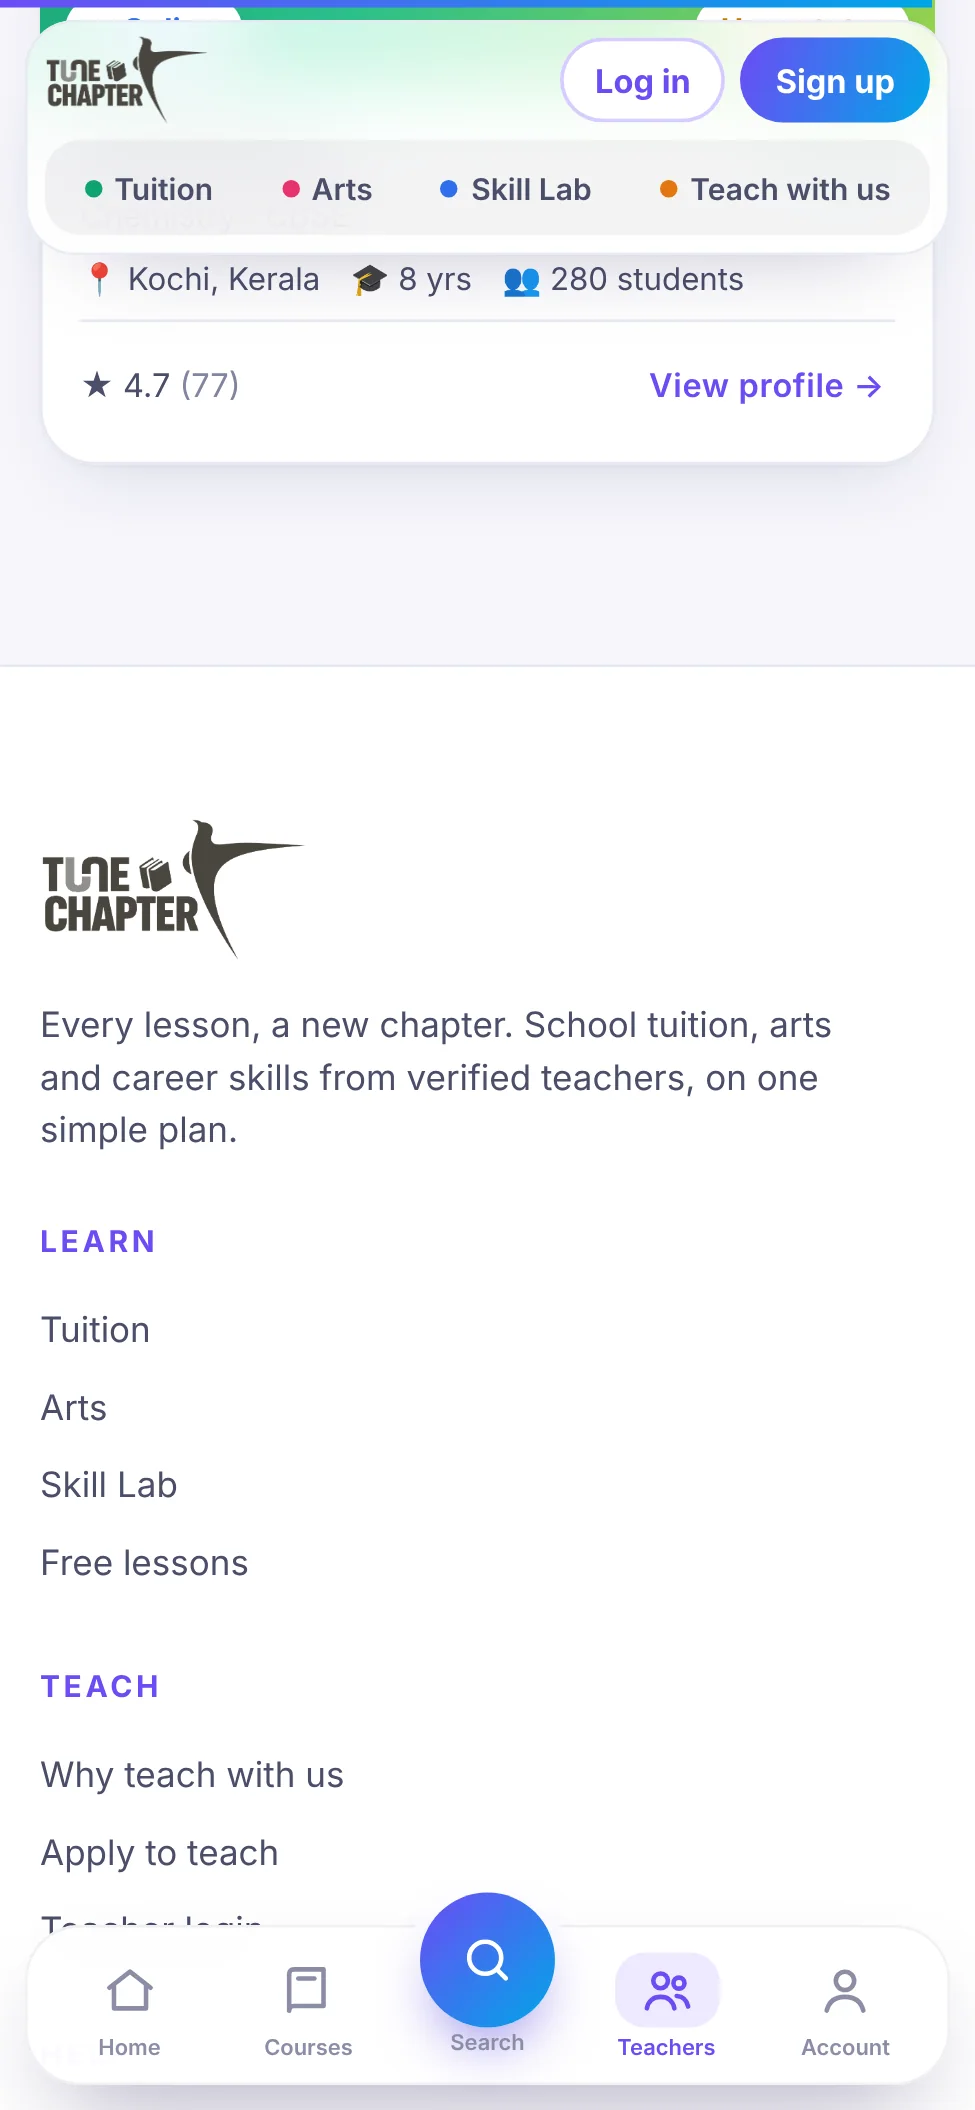 TUNE
CHAPTER
Log in
Sign up
Tuition
Arts
Skill Lab
Teach with us
Kochi, Kerala 8 yrs 280 students
★ 4.7 (77)
View profile →
TUNE
CHAPTER
Every lesson, a new chapter. School tuition, arts
and career skills from verified teachers, on one
simple plan.
LEARN
Tuition
Arts
Skill Lab
Free lessons
TEACH
Why teach with us
Apply to teach
Teacher login
Home
Courses
Search
Teachers
Account